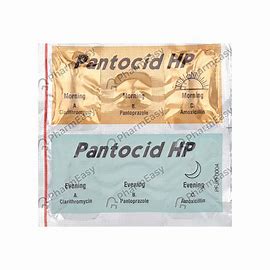 Pantocid HP
Morning Morning Morning
A. B. C.
Clarithromycin Pantoprazole Amoxicillin
Pantocid HP
Evening Evening Evening
A. B. C.
Clarithromycin Pantoprazole Amoxicillin
PharmEasy